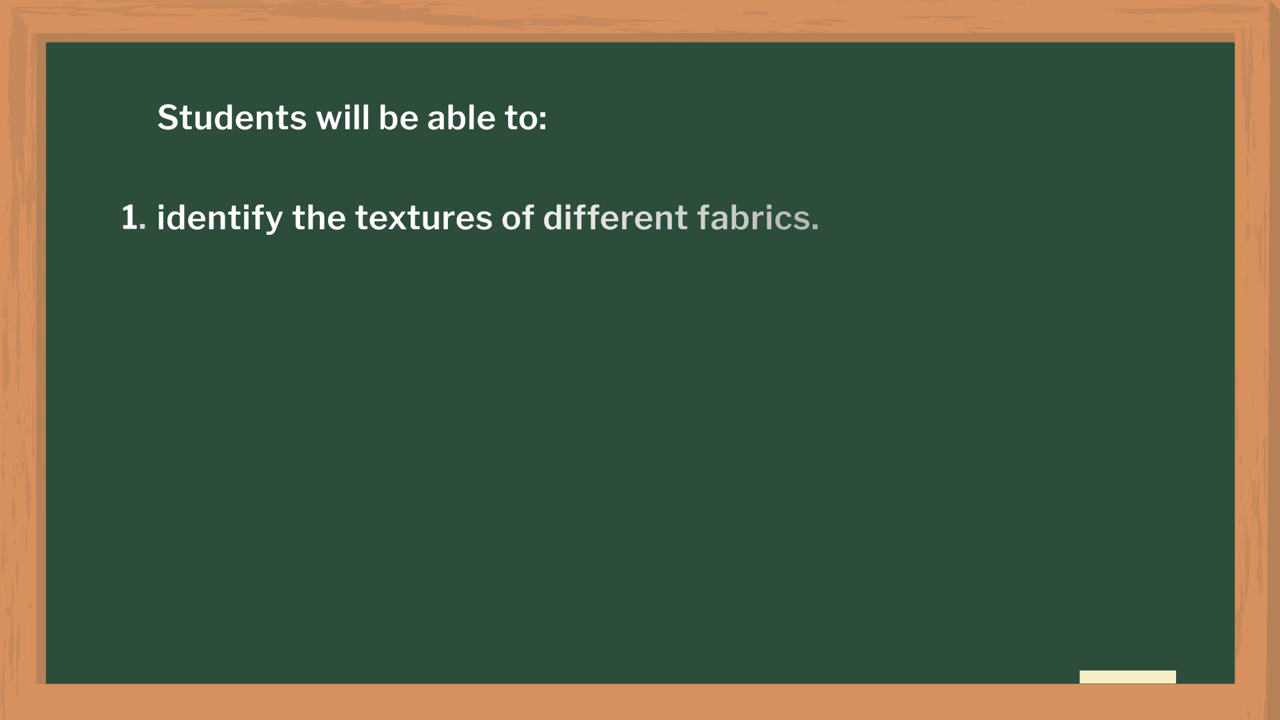 Students will be able to:
1. identify the textures of different fabrics.